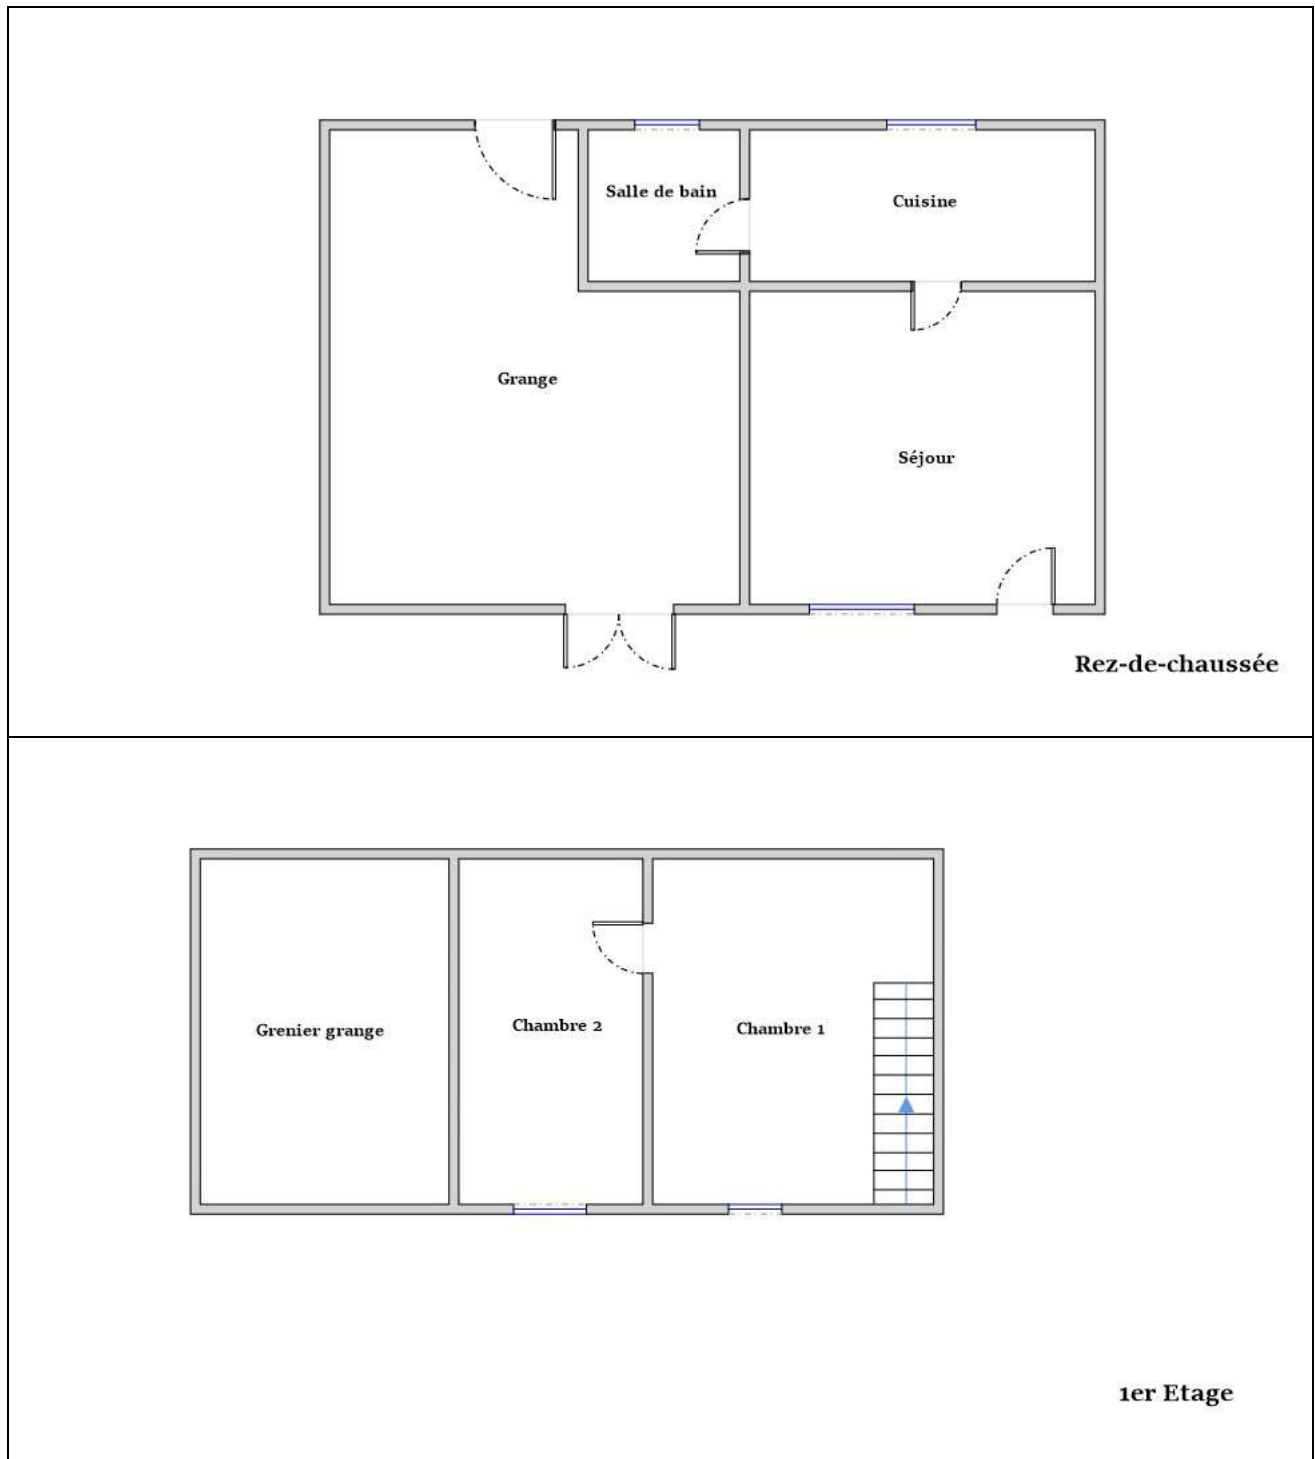 Salle de bain
Cuisine
Grange
Séjour
Rez-de-chaussée
Grenier grange
Chambre 2
Chambre 1
1er Etage